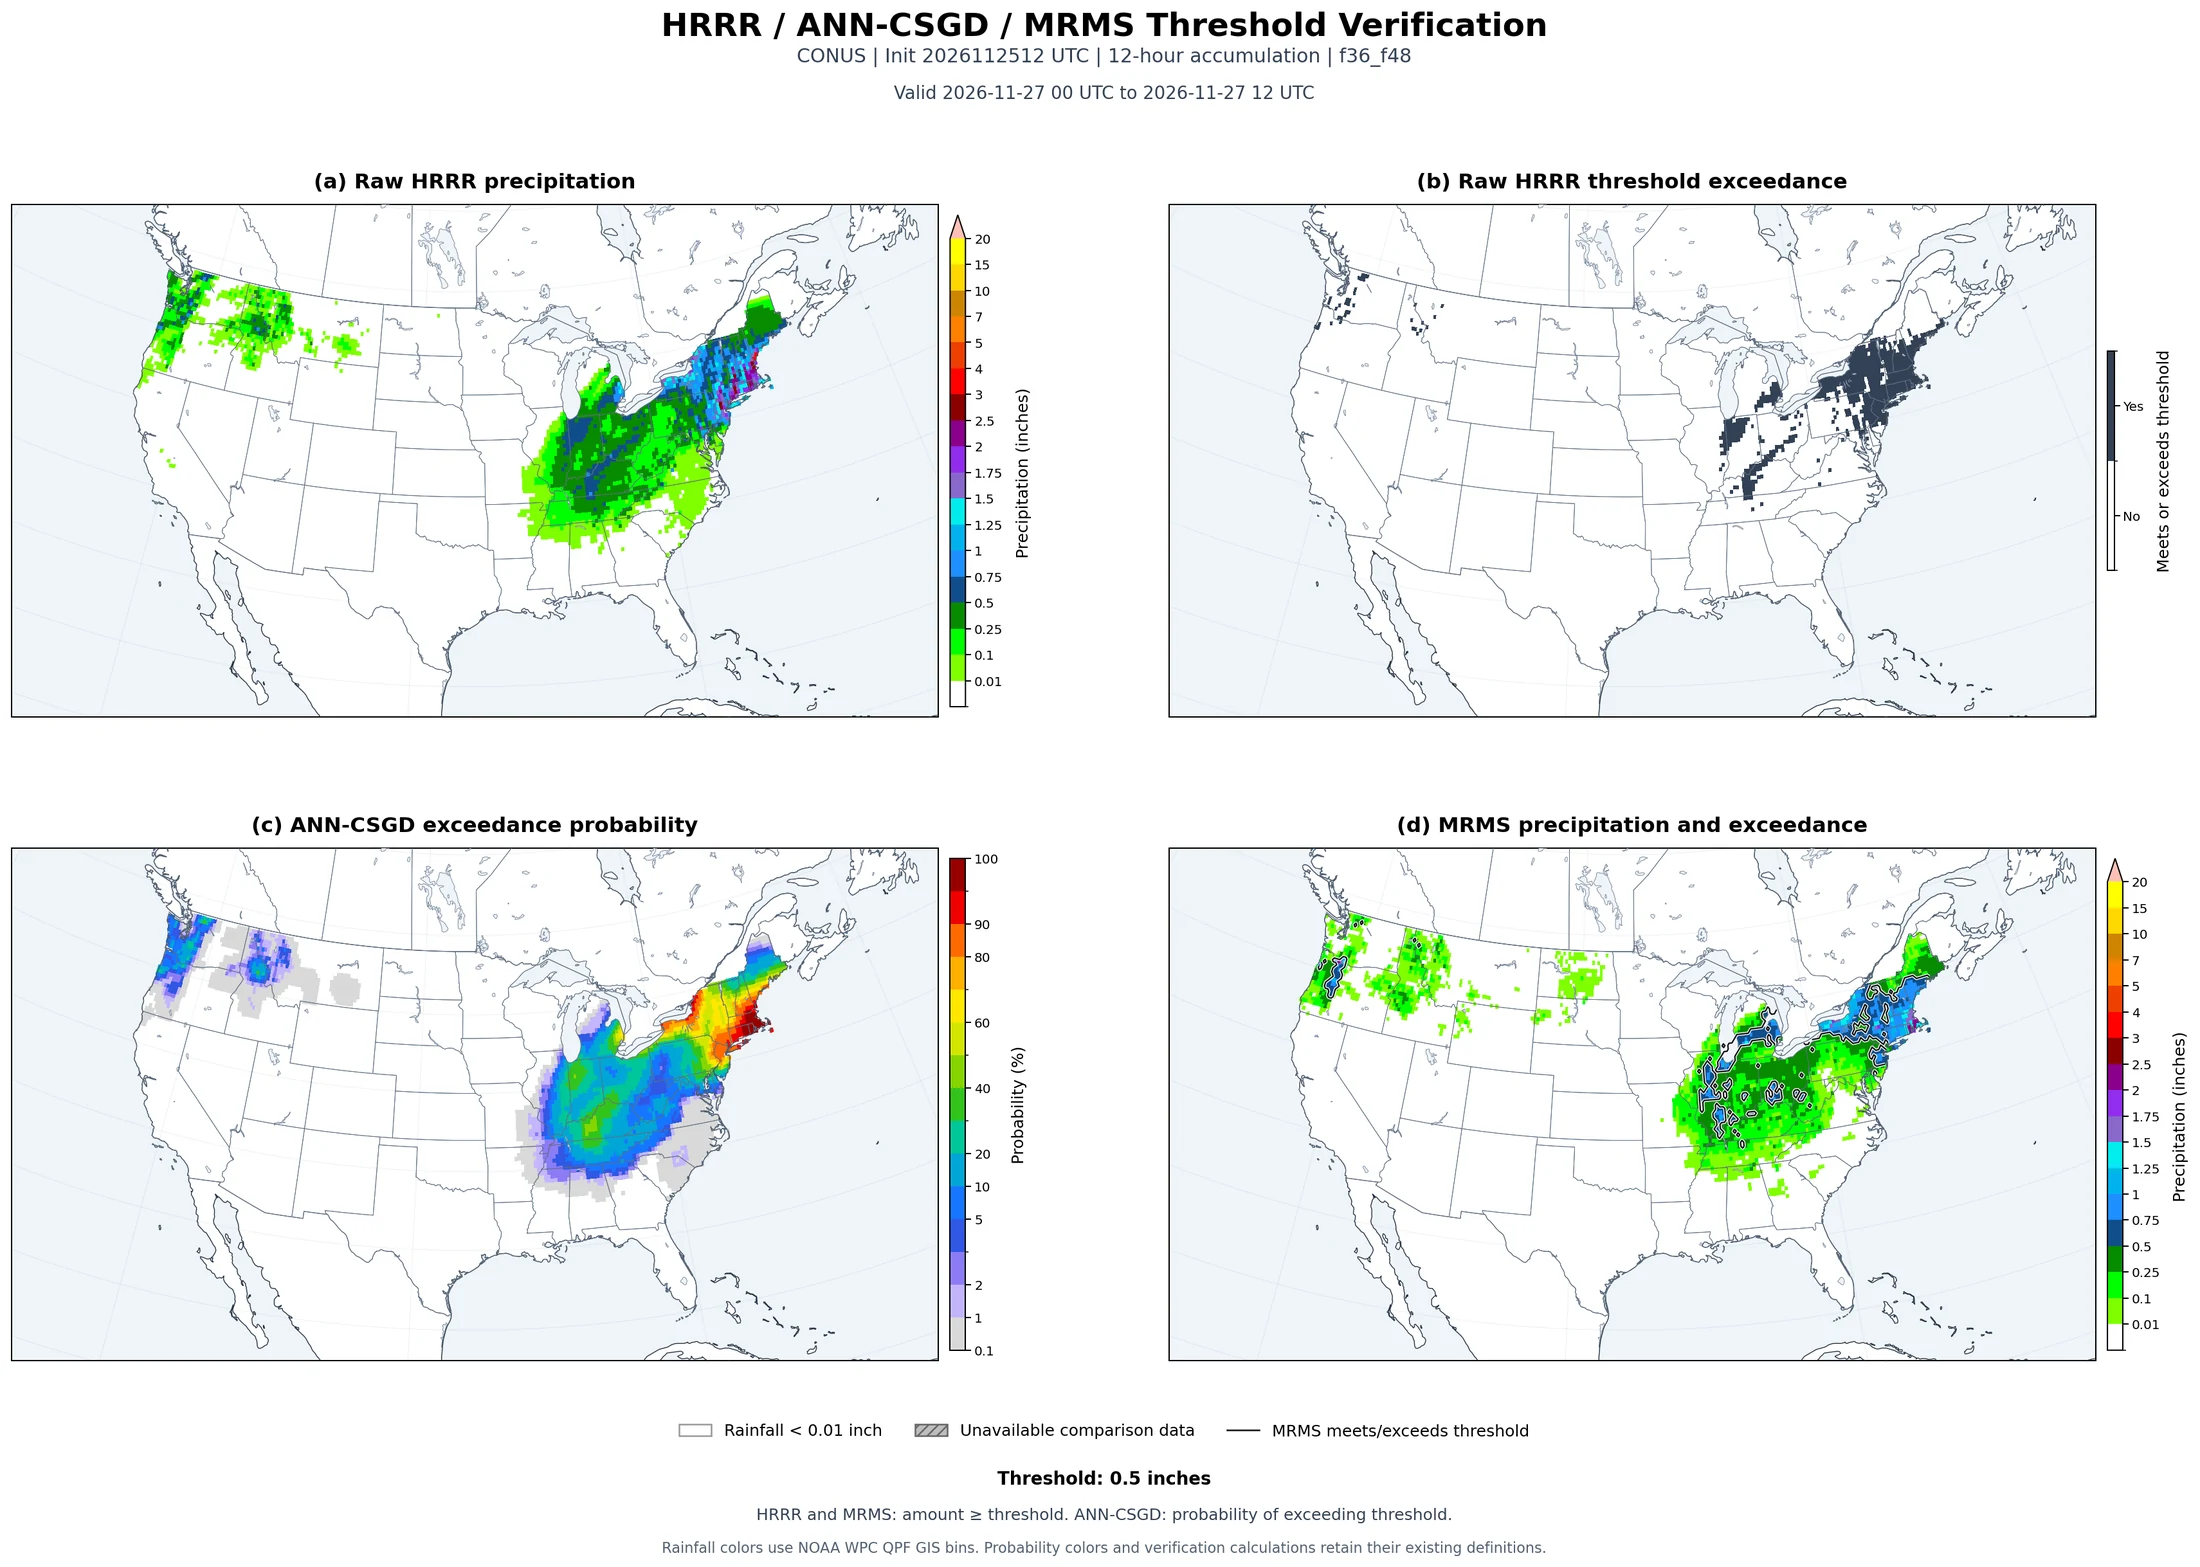 HRRR / ANN-CSGD / MRMS Threshold Verification
CONUS | Init 2026112512 UTC | 12-hour accumulation | f36_f48
Valid 2026-11-27 00 UTC to 2026-11-27 12 UTC
(a) Raw HRRR precipitation
20
15
10
7
5
4
3
2.5
2
1.75
1.5
1.25
1
0.75
0.5
0.25
0.1
0.01
Precipitation (inches)
(b) Raw HRRR threshold exceedance
Yes
No
Meets or exceeds threshold
(c) ANN-CSGD exceedance probability
100
90
80
60
40
20
10
5
2
1
0.1
Probability (%)
(d) MRMS precipitation and exceedance
20
15
10
7
5
4
3
2.5
2
1.75
1.5
1.25
1
0.75
0.5
0.25
0.1
0.01
Precipitation (inches)
Rainfall < 0.01 inch
Unavailable comparison data
MRMS meets/exceeds threshold
Threshold: 0.5 inches
HRRR and MRMS: amount ≥ threshold. ANN-CSGD: probability of exceeding threshold.
Rainfall colors use NOAA WPC QPF GIS bins. Probability colors and verification calculations retain their existing definitions.